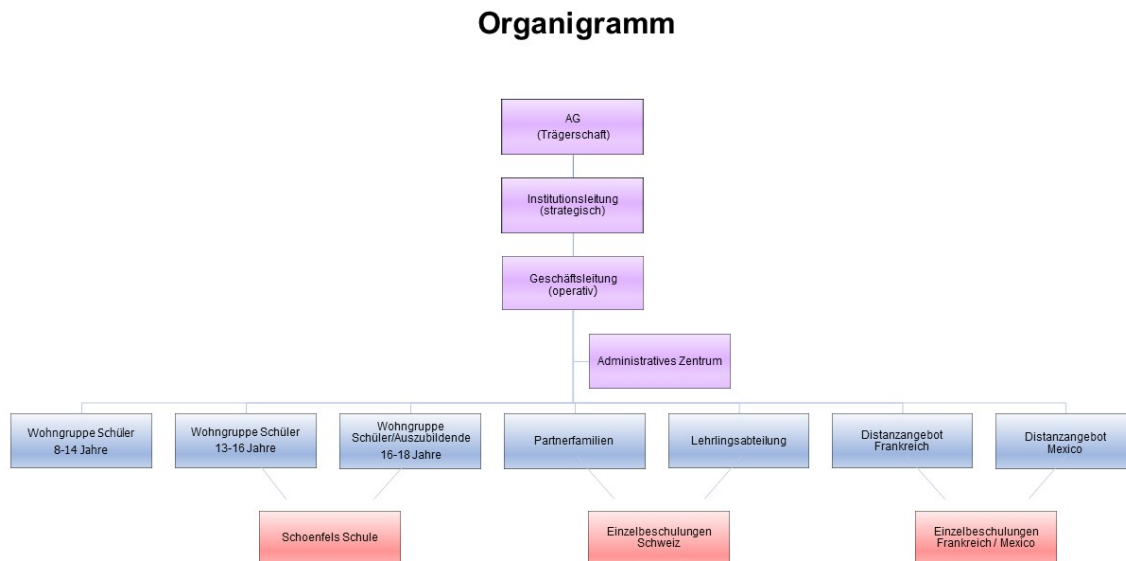 Organigramm
AG
(Trägerschaft)
Institutionsleitung
(strategisch)
Geschäftsleitung
(operativ)
Administratives Zentrum
Wohngruppe Schüler
8-14 Jahre
Wohngruppe Schüler
13-16 Jahre
Wohngruppe
Schüler/Auszubildende
16-18 Jahre
Partnerfamilien
Lehrlingsabteilung
Distanzangebot
Frankreich
Distanzangebot
Mexico
Schoenfels Schule
Einzelbeschulungen
Schweiz
Einzelbeschulungen
Frankreich / Mexico